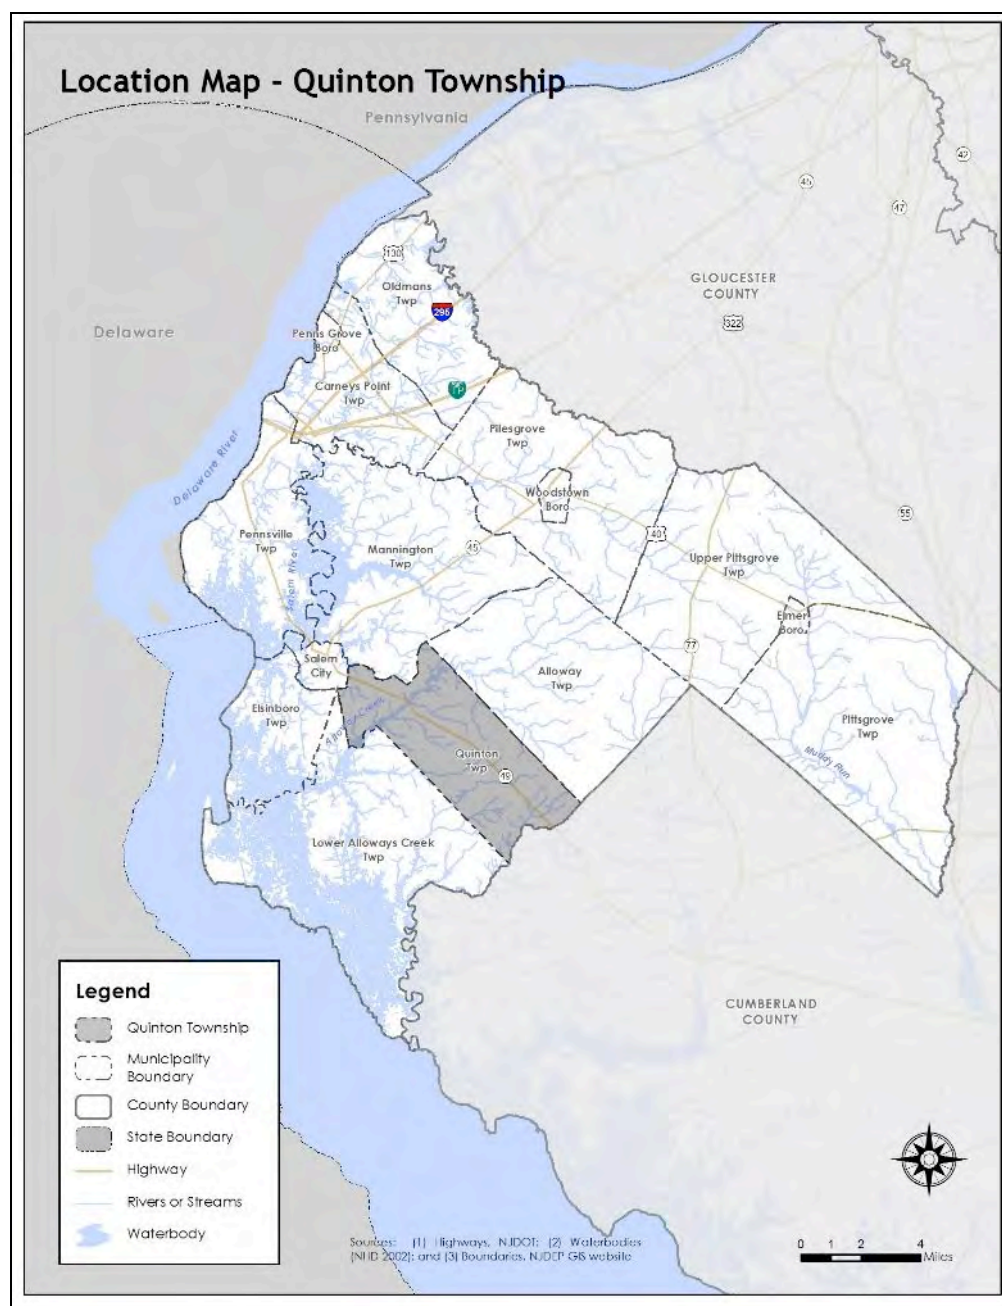 Location Map - Quinton Township
Pennsylvania
42
45
47
130
GLOUCESTER
COUNTY
Oldmans
Twp
295
322
Delaware
Penns Grove
Boro
Carneys Point
Twp
TP
Pilesgrove
Twp
Delaware River
Woodstown
Boro
55
40
Pennsville
Twp
45
Mannington
Twp
Upper Pittsgrove
Twp
Salem River
Elmer
Boro
77
Salem
City
Alloway
Twp
Elsinboro
Twp
Alloway Creek
Pittsgrove
Twp
Quinton
Twp
Muddy Run
49
Lower Alloways Creek
Twp
Legend
Quinton Township
Municipality
Boundary
County Boundary
State Boundary
Highway
Rivers or Streams
Waterbody
CUMBERLAND
COUNTY
Sources: (1) Highways, NJDOT; (2) Waterbodies
(NHD 2002); and (3) Boundaries, NJDEP GIS website
0 1 2 4
Miles